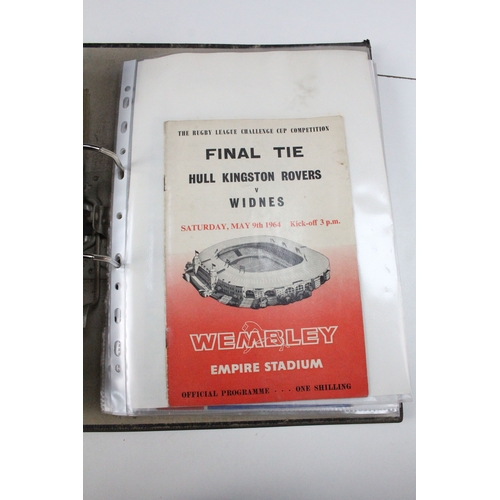 THE RUGBY LEAGUE CHALLENGE CUP COMPETITION
FINAL TIE
HULL KINGSTON ROVERS
v
WIDNES
SATURDAY, MAY 9th 1964 Kick-off 3 p.m.
WEMBLEY
EMPIRE STADIUM
OFFICIAL PROGRAMME - - - ONE SHILLING